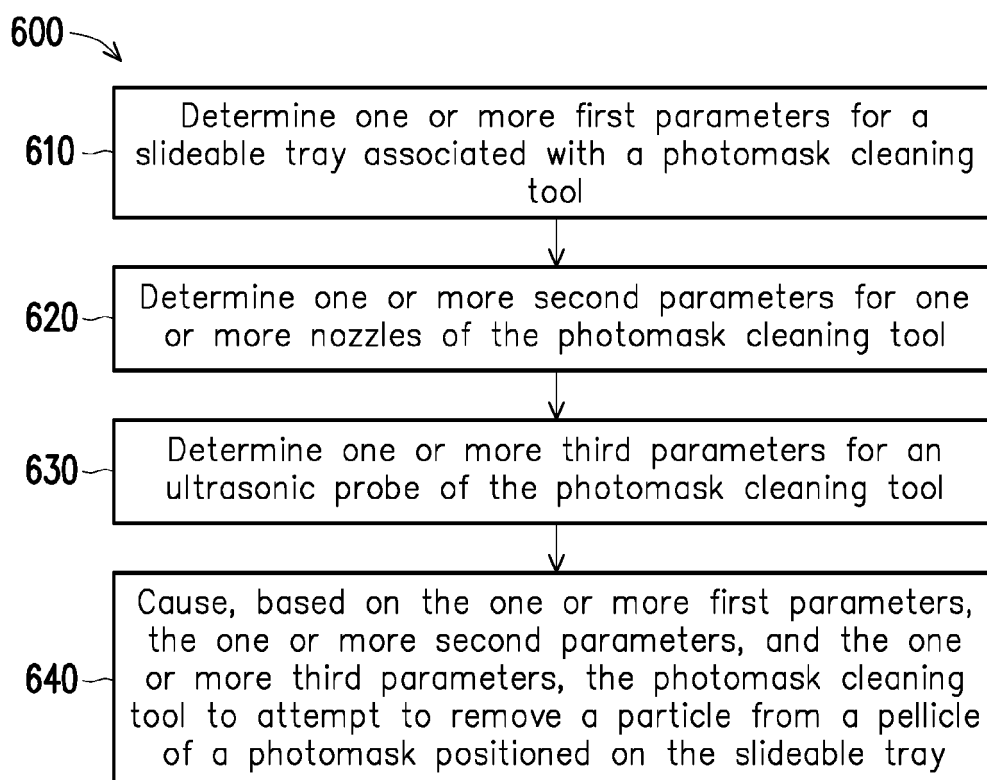 600
610
Determine one or more first parameters for a
slideable tray associated with a photomask cleaning
tool
620
Determine one or more second parameters for one
or more nozzles of the photomask cleaning tool
630
Determine one or more third parameters for an
ultrasonic probe of the photomask cleaning tool
640
Cause, based on the one or more first parameters,
the one or more second parameters, and the one
or more third parameters, the photomask cleaning
tool to attempt to remove a particle from a pellicle
of a photomask positioned on the slideable tray